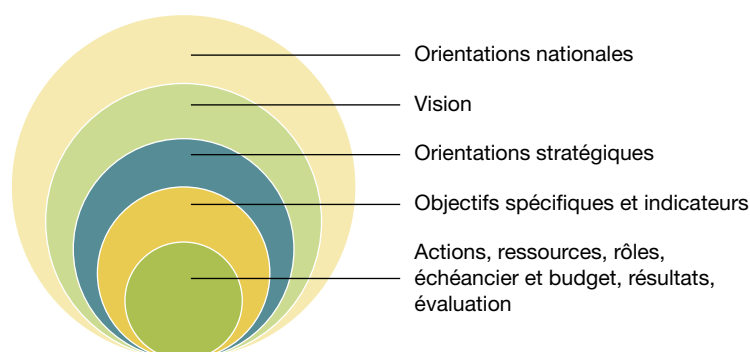 Orientations nationales
Vision
Orientations stratégiques
Objectifs spécifiques et indicateurs
Actions, ressources, rôles,
échéancier et budget, résultats,
évaluation